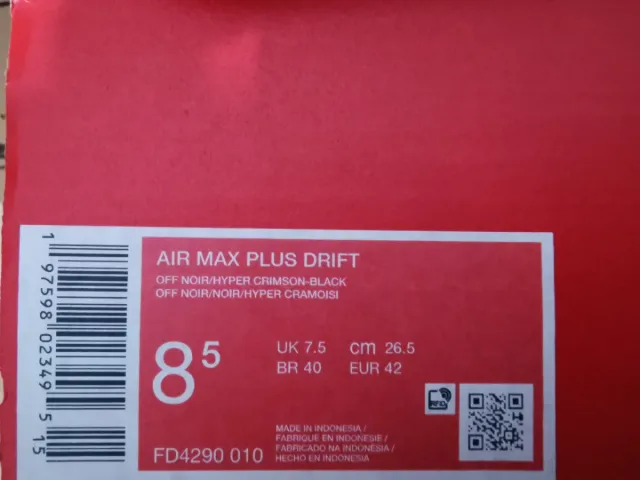 AIR MAX PLUS DRIFT
OFF NOIR/HYPER CRIMSON-BLACK
OFF NOIR/NOIR/HYPER CRAMOISI
8⁵
UK 7.5 cm 26.5
BR 40 EUR 42
RFID
MADE IN INDONESIA /
FABRIQUE EN INDONESIE /
FABRICADO NA INDONESIA /
HECHO EN INDONESIA
FD4290 010
1 97598 02349 5 15